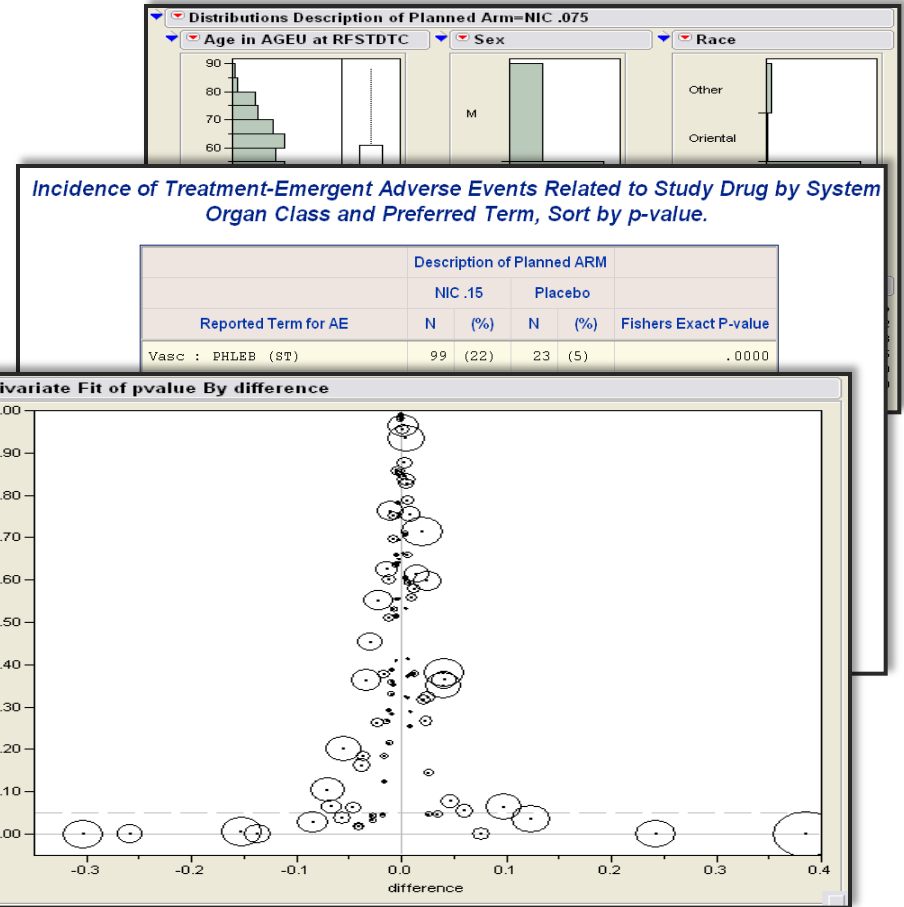 Distributions Description of Planned Arm=NIC .075
Age in AGEU at RFSTDTC
Sex
Race
90
80
70
60
M
Other
Oriental
Incidence of Treatment-Emergent Adverse Events Related to Study Drug by System
Organ Class and Preferred Term, Sort by p-value.
Description of Planned ARM
NIC .15 Placebo
Reported Term for AE N (%) N (%) Fishers Exact P-value
Vasc : PHLEB (ST) 99 (22) 23 (5) .0000
ivariate Fit of pvalue By difference
.00
.90
.80
.70
.60
.50
.40
.30
.20
.10
.00
-0.3 -0.2 -0.1 0.0 0.1 0.2 0.3 0.4
difference